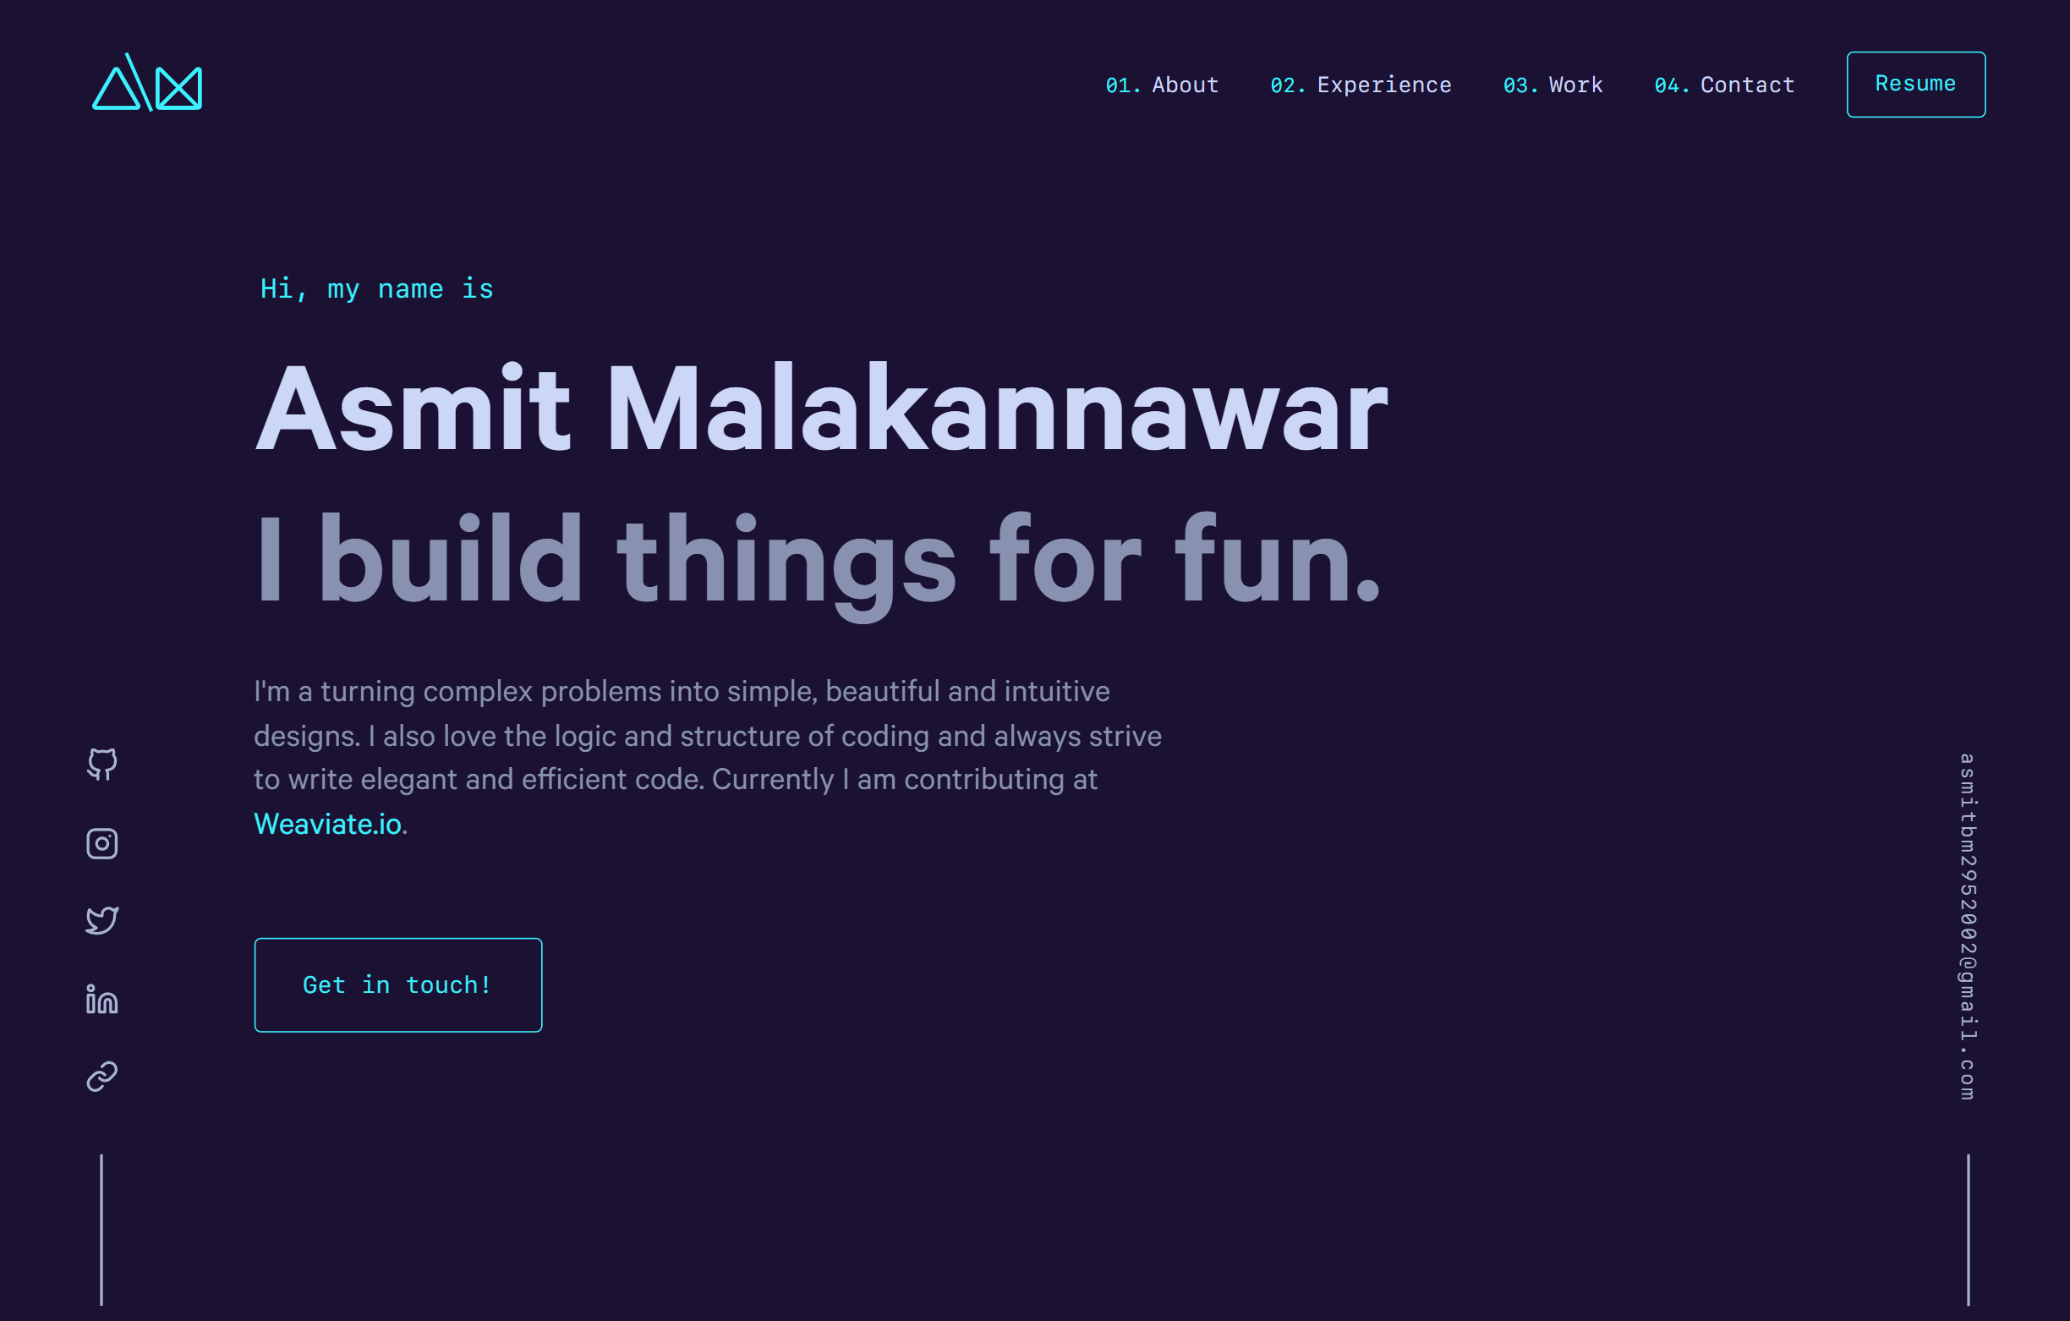 01. About 02. Experience 03. Work 04. Contact Resume
Hi, my name is
Asmit Malakannawar
I build things for fun.
I'm a turning complex problems into simple, beautiful and intuitive
designs. I also love the logic and structure of coding and always strive
to write elegant and efficient code. Currently I am contributing at
Weaviate.io.
Get in touch!
asmitbm2952002@gmail.com